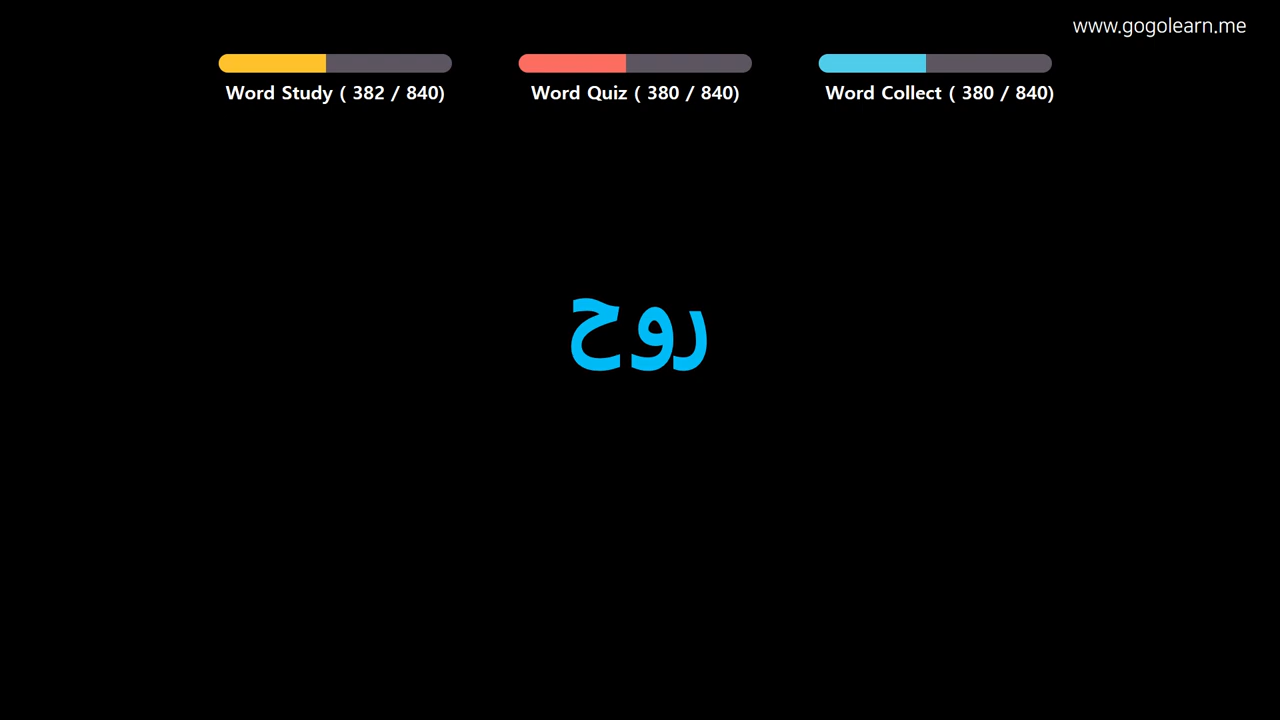 www.gogolearn.me
Word Study ( 382 / 840)
Word Quiz ( 380 / 840)
Word Collect ( 380 / 840)
روح